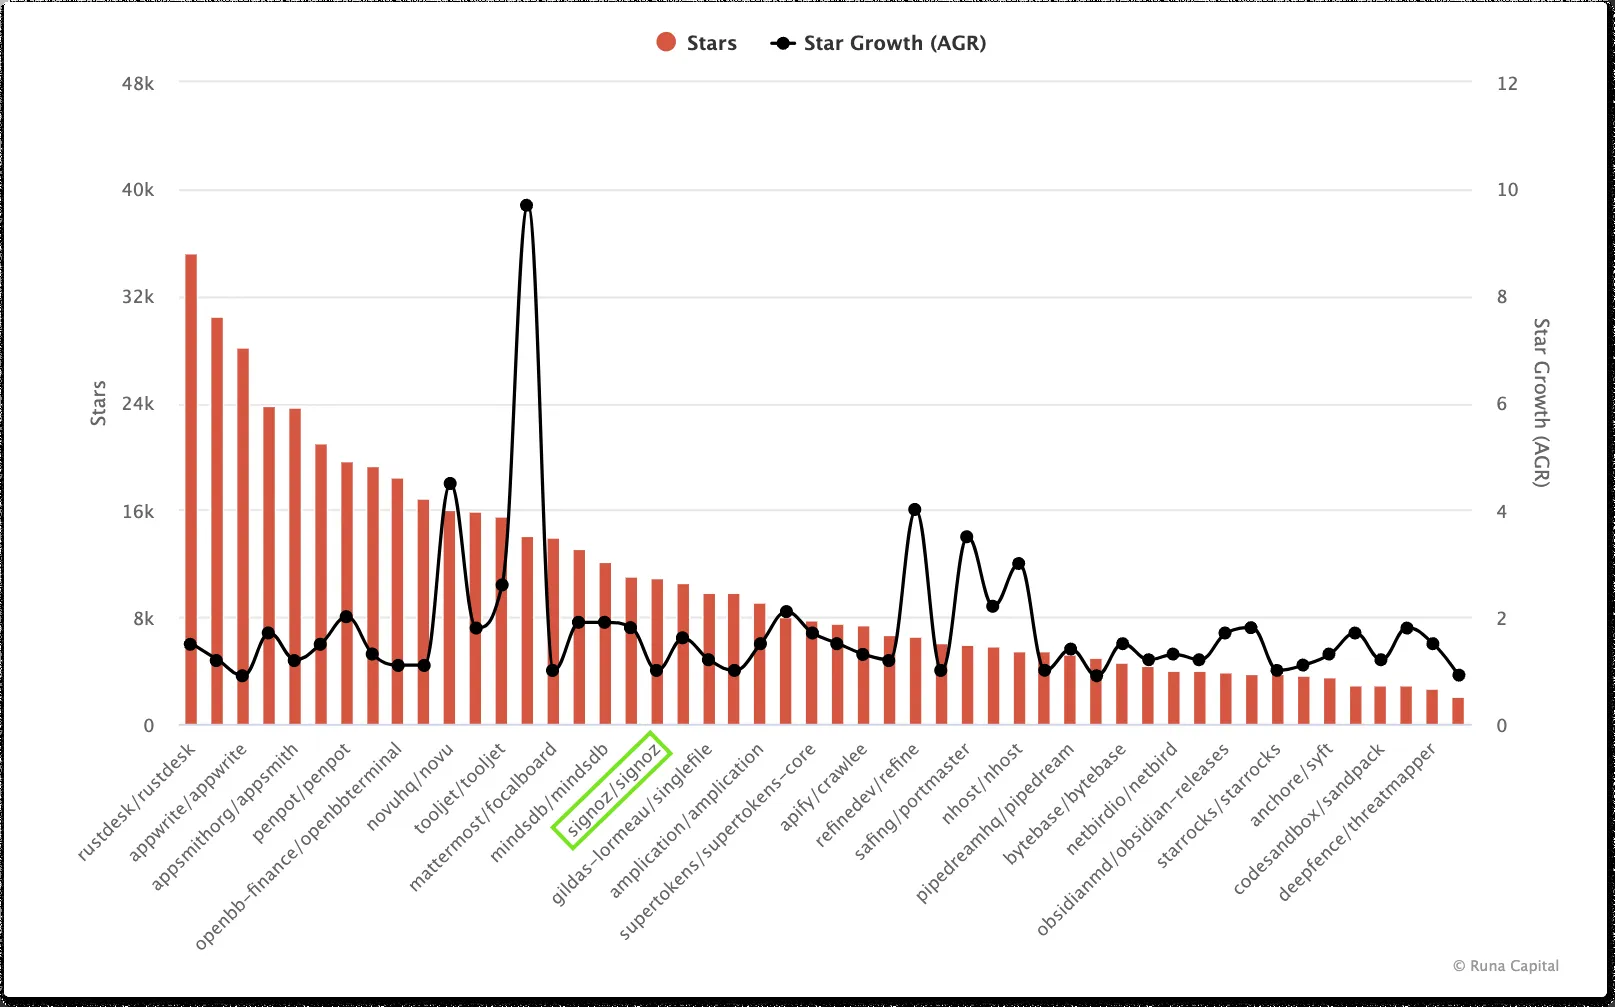 Stars Star Growth (AGR)
48k
40k
32k
24k
16k
8k
0
Stars
12
10
8
6
4
2
0
Star Growth (AGR)
rustdesk/rustdesk
appwrite/appwrite
appsmithorg/appsmith
penpot/penpot
openbb-finance/openbbterminal
novuhq/novu
tooljet/tooljet
mattermost/focalboard
mindsdb/mindsdb
signoz/signoz
gildas-lormeau/singlefile
amplication/amplication
supertokens/supertokens-core
apify/crawlee
refinedev/refine
safing/portmaster
nhost/nhost
pipedreamhq/pipedream
bytebase/bytebase
netbirdio/netbird
obsidianmd/obsidian-releases
starrocks/starrocks
anchore/syft
codesandbox/sandpack
deepfence/threatmapper
© Runa Capital